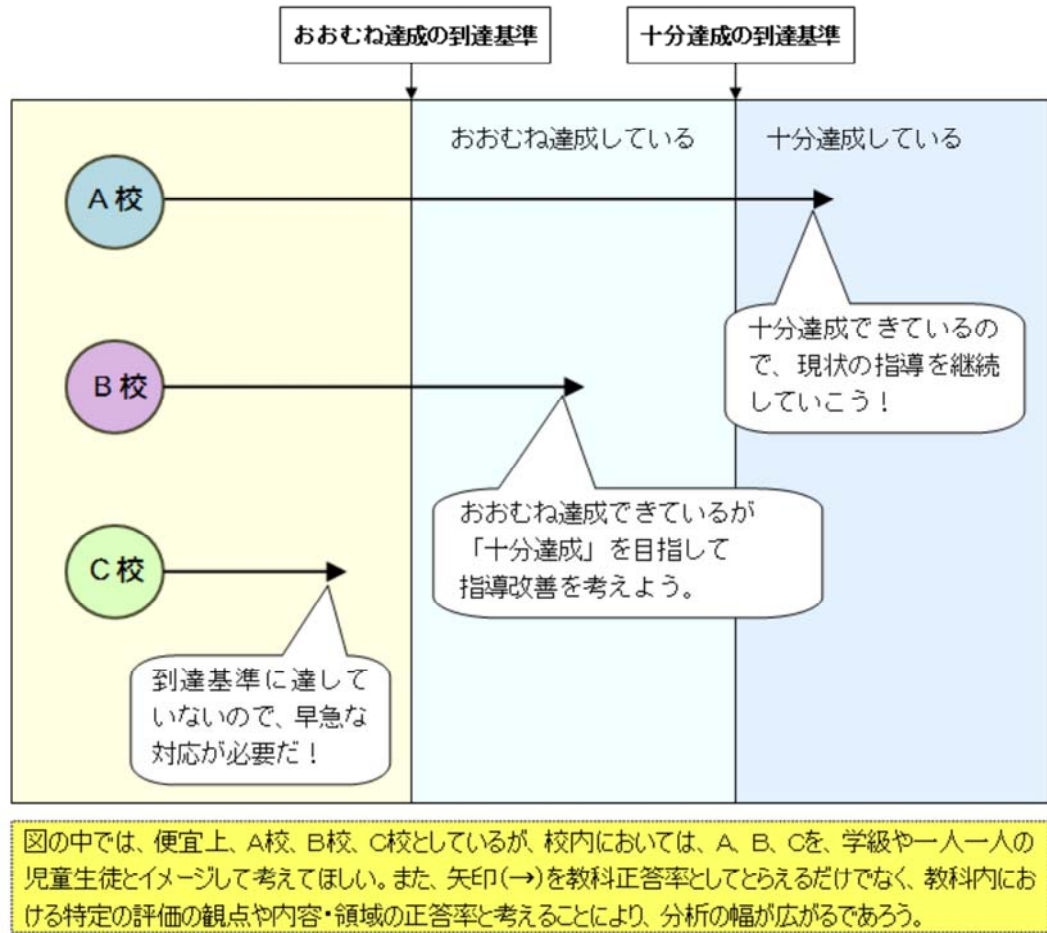 おおむね達成の到達基準
十分達成の到達基準
おおむね達成している
十分達成している
A校
十分達成できているの
で、現状の指導を継続
していこう！
B校
おおむね達成できているが
「十分達成」を目指して
指導改善を考えよう。
C校
到達基準に達して
いないので、早急な
対応が必要だ！
図の中では、便宜上、A校、B校、C校としているが、校内においては、A、B、Cを、学級や一人一人の
児童生徒とイメージして考えてほしい。また、矢印(→)を教科正答率としてとらえるだけでなく、教科内にお
ける特定の評価の観点や内容・領域の正答率と考えることにより、分析の幅が広がるであろう。